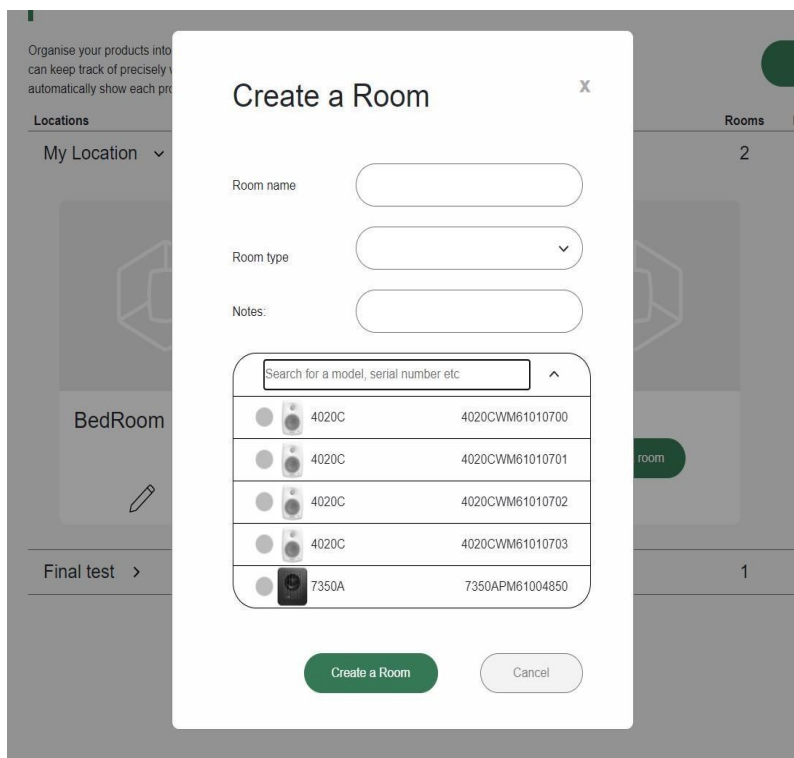 Organise your products into
can keep track of precisely
automatically show each
Locations
Rooms
My Location
2
BedRoom
room
Final test
1
Create a Room
X
Room name
Room type
Notes:
Search for a model, serial number etc
4020C 4020CWM61010700
4020C 4020CWM61010701
4020C 4020CWM61010702
4020C 4020CWM61010703
7350A 7350APM61004850
Create a Room
Cancel